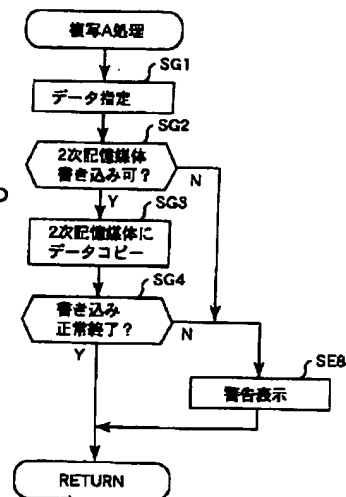 複写A処理
SG1
データ指定
SG2
2次記憶媒体
書き込み可?
N
Y
SG3
2次記憶媒体に
データコピー
SG4
書き込み
正常終了?
N
Y
SE8
警告表示
RETURN